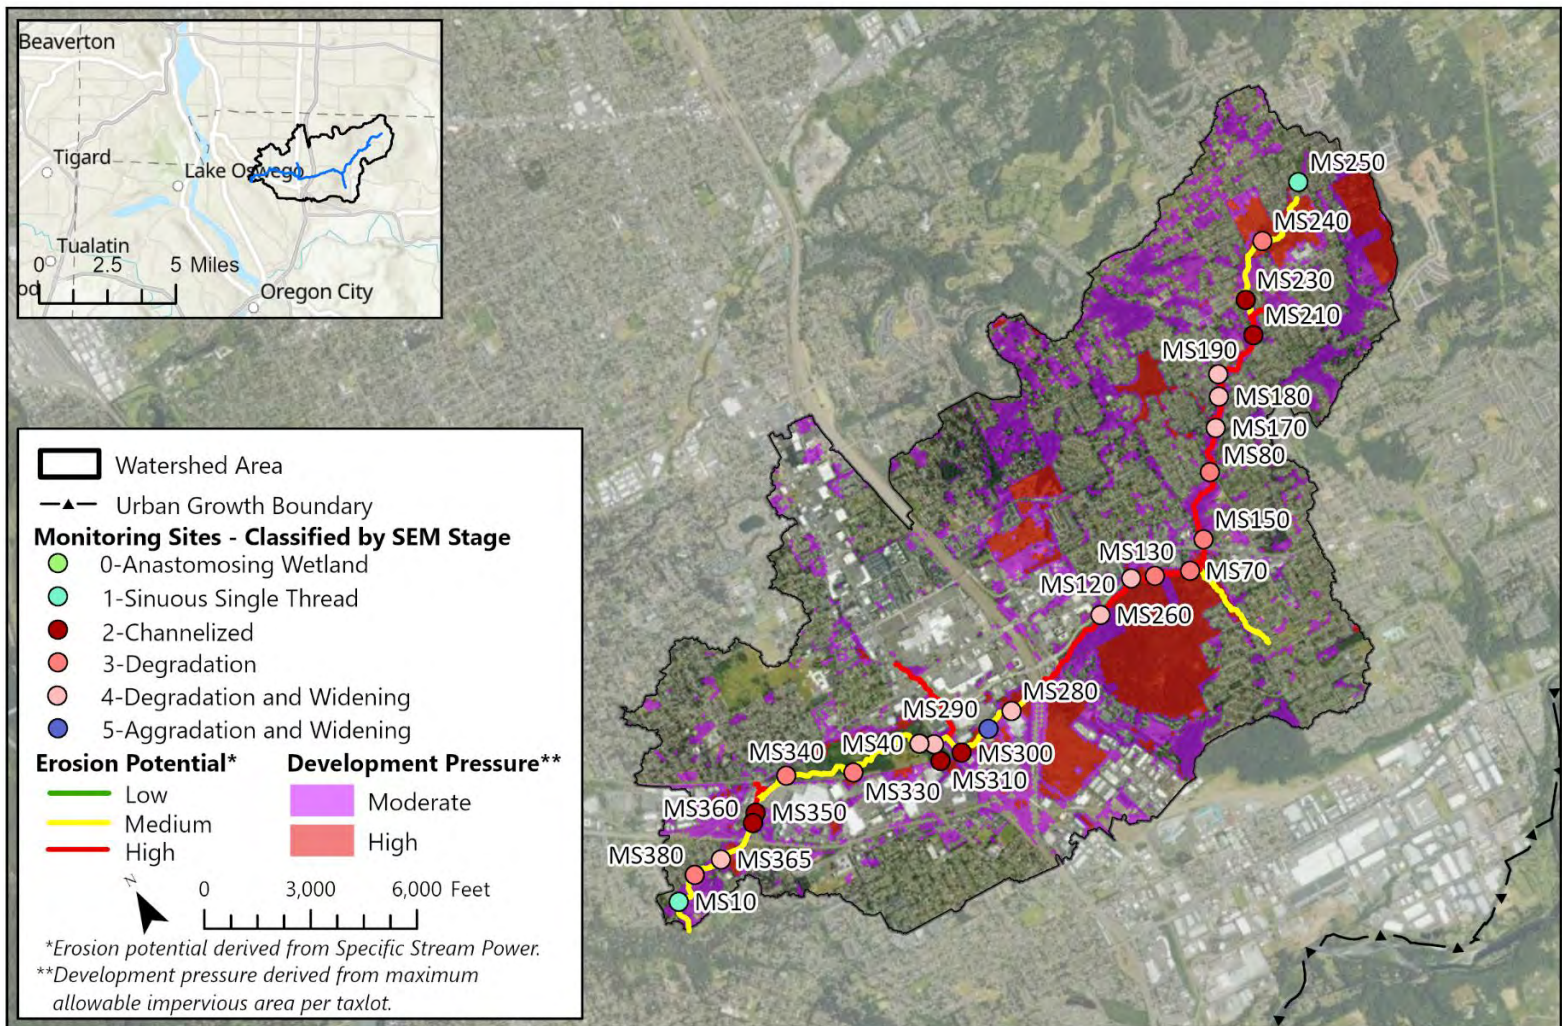 Beaverton
Tigard
Lake Oswego
Tualatin
0 2.5 5 Miles
Oregon City
Watershed Area
Urban Growth Boundary
Monitoring Sites - Classified by SEM Stage
0-Anastomosing Wetland
1-Sinuous Single Thread
2-Channelized
3-Degradation
4-Degradation and Widening
5-Aggradation and Widening
Erosion Potential*
Low
Medium
High
Development Pressure**
Moderate
High
N
0 3,000 6,000 Feet
*Erosion potential derived from Specific Stream Power.
**Development pressure derived from maximum
allowable impervious area per taxlot.
MS250
MS240
MS230
MS210
MS190
MS180
MS170
MS80
MS150
MS130
MS70
MS120
MS260
MS280
MS290
MS40
MS300
MS340
MS310
MS330
MS360
MS350
MS380
MS365
MS10